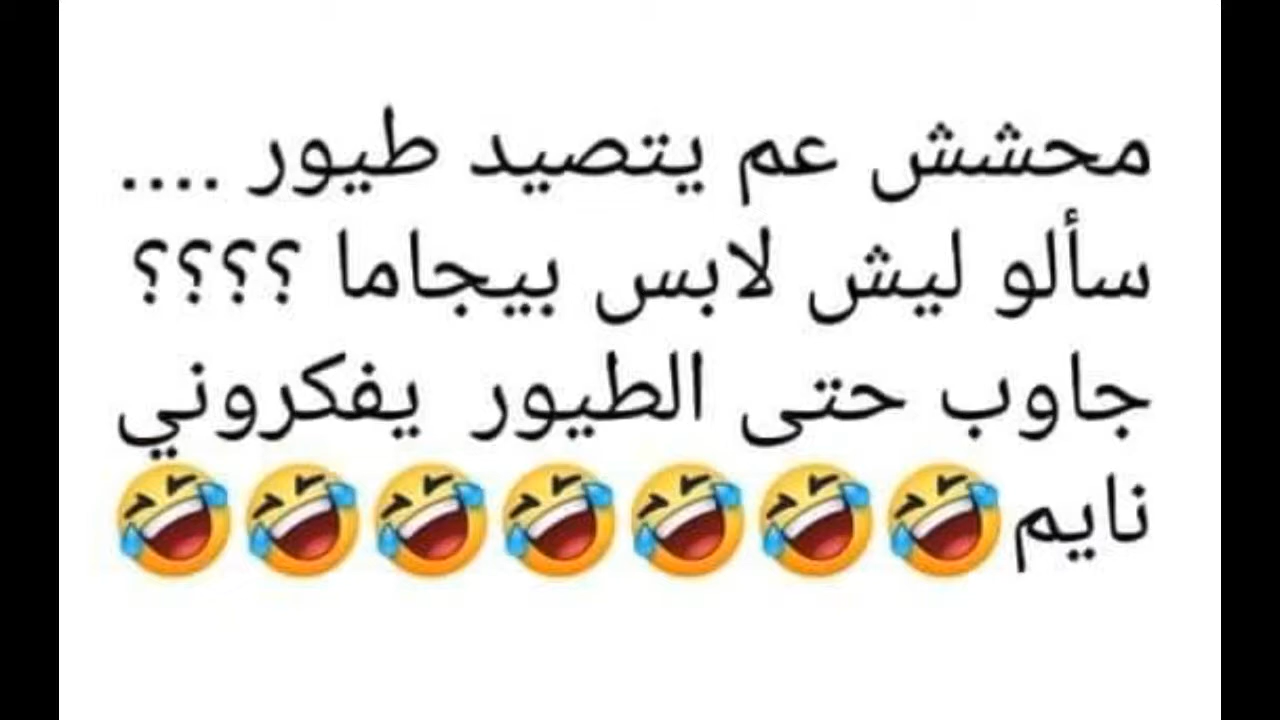 محشش عم يتصيد طيور ....
سألو ليش لابس بيجاما ؟؟؟؟
جاوب حتى الطيور يفكروني
نايم🤣🤣🤣🤣🤣🤣🤣